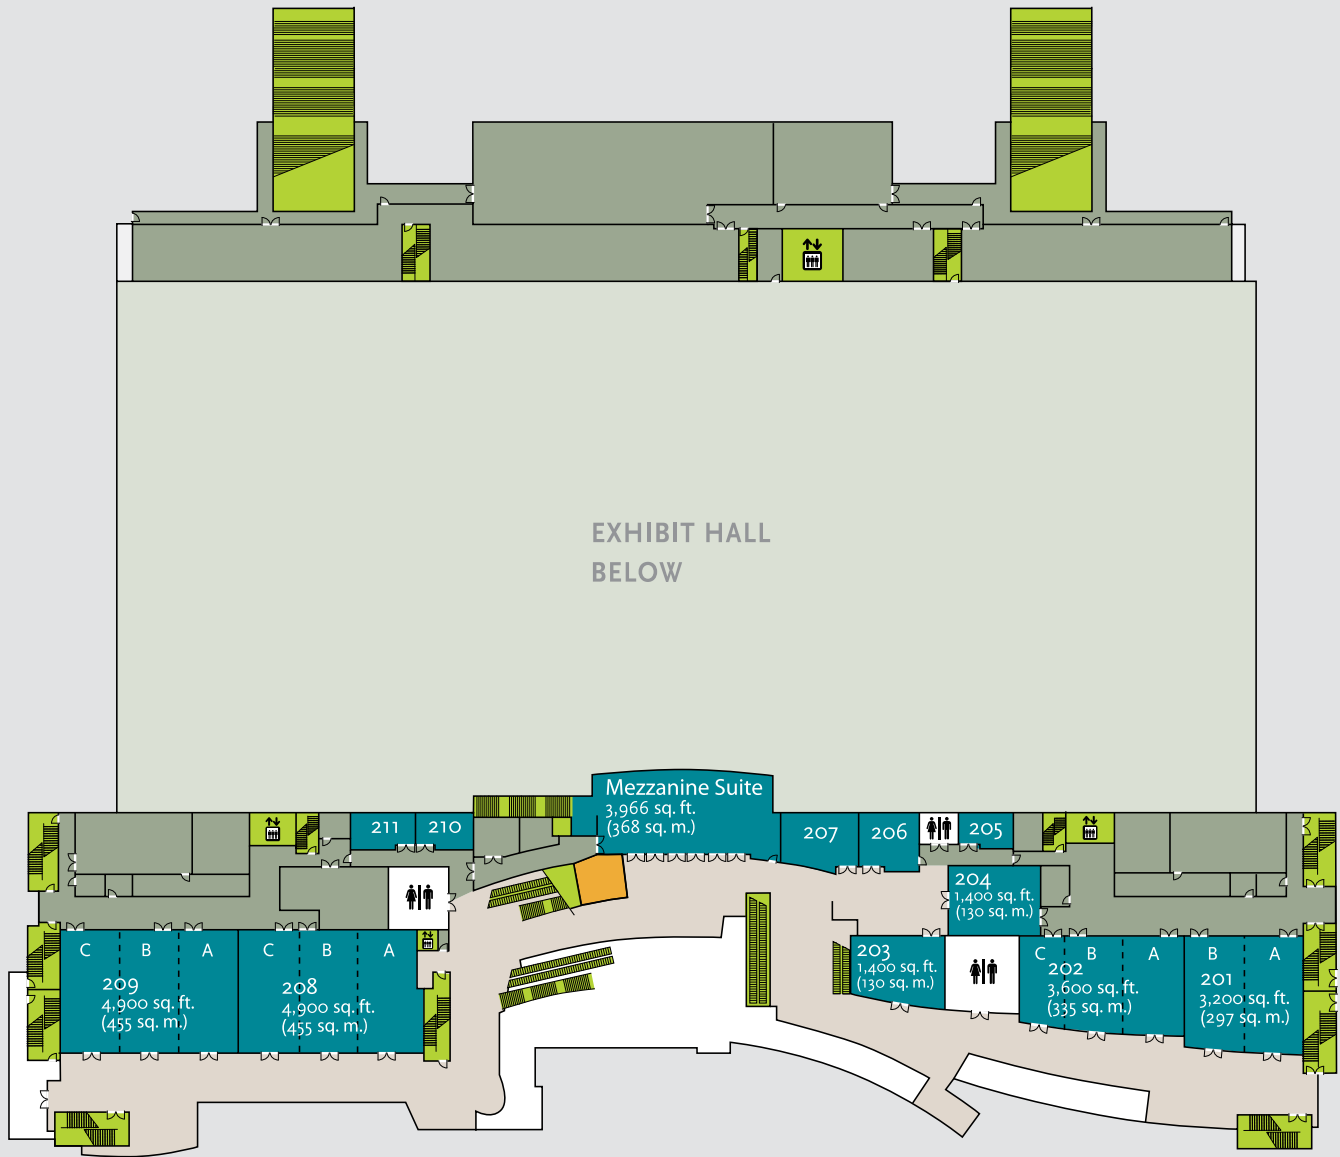 EXHIBIT HALL
BELOW
Mezzanine Suite
3,966 sq. ft.
(368 sq. m.)
211
210
207
206
205
204
1,400 sq. ft.
(130 sq. m.)
C B A
209
4,900 sq. ft.
(455 sq. m.)
C B A
208
4,900 sq. ft.
(455 sq. m.)
203
1,400 sq. ft.
(130 sq. m.)
C B A
202
3,600 sq. ft.
(335 sq. m.)
B A
201
3,200 sq. ft.
(297 sq. m.)